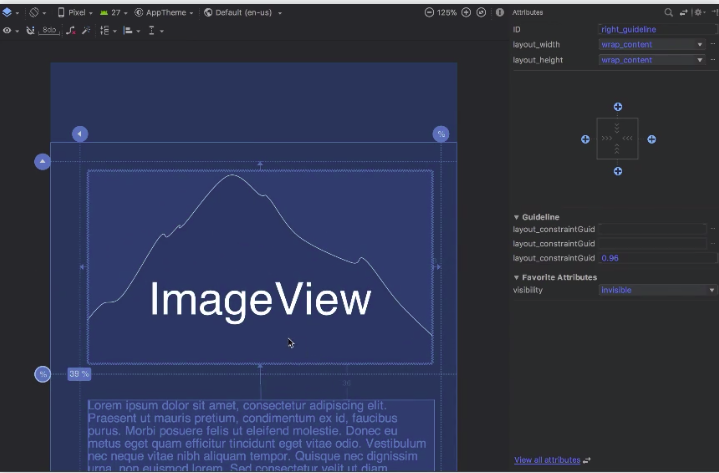 Pixel 27 AppTheme Default (en-us) 125% Attributes
8dp
ID right_guideline
layout_width wrap_content
layout_height wrap_content
%
Guideline
layout_constraintGuid
layout_constraintGuid
layout_constraintGuid 0.96
Favorite Attributes
visibility invisible
ImageView
% 38 %
Lorem ipsum dolor sit amet, consectetur adipiscing elit.
Praesent ut mauris pretium, condimentum ex id, faucibus
purus. Morbi posuere felis ut eleifend molestie. Donec eu
metus eget quam efficitur tincidunt eget vitae odio. Vestibulum
nec neque vitae nibh aliquam tempor. Quisque nec dignissim
urna, non euismod lorem. Sed consectetur velit ut diam
View all attributes